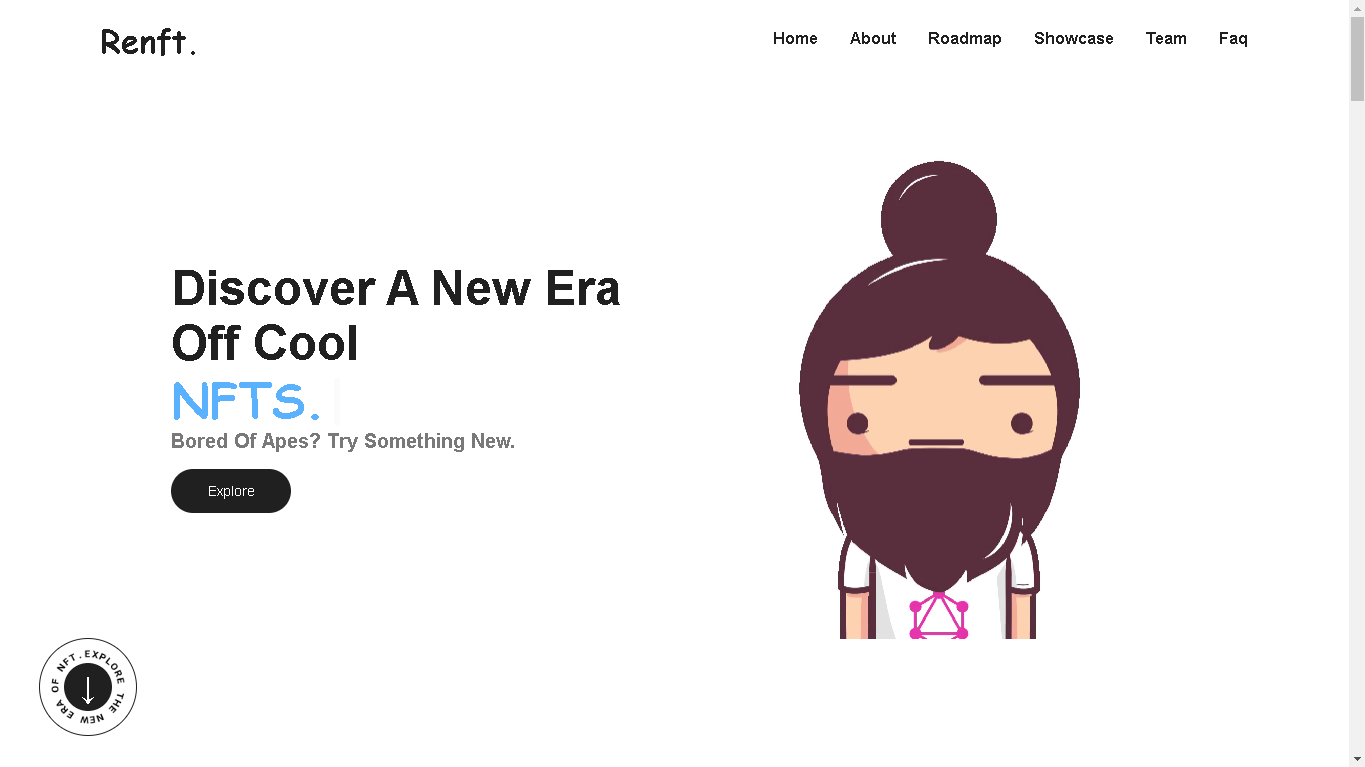 Renft.
Home About Roadmap Showcase Team Faq
Discover A New Era
Off Cool
NFTS.
Bored Of Apes? Try Something New.
Explore
EXPLORE THE NEW ERA OF NFT.